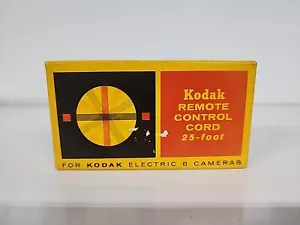 Kodak
REMOTE
CONTROL
CORD
25-foot
FOR KODAK ELECTRIC 8 CAMERAS